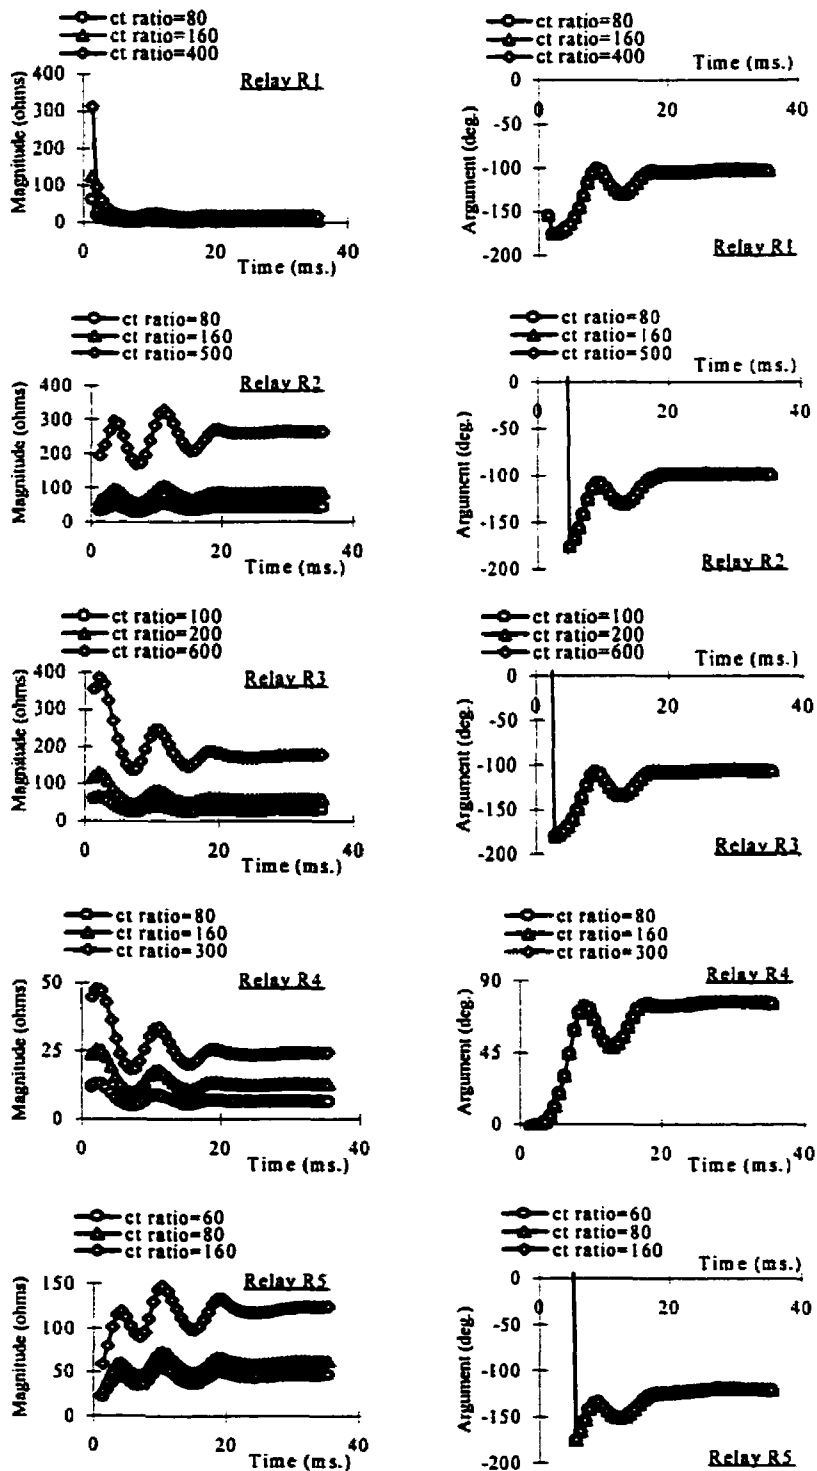 ct ratio=80
ct ratio=160
ct ratio=400
Relay R1
Magnitude (ohms)
400
300
200
100
0
0
20
40
Time (ms.)
ct ratio=80
ct ratio=160
ct ratio=400
Time (ms.)
Argument (deg.)
0
-50
-100
-150
-200
0
20
40
Relay R1
ct ratio=80
ct ratio=160
ct ratio=500
Relay R2
Magnitude (ohms)
400
300
200
100
0
0
20
40
Time (ms.)
ct ratio=80
ct ratio=160
ct ratio=500
Time (ms.)
Argument (deg.)
0
-50
-100
-150
-200
0
20
40
Relay R2
ct ratio=100
ct ratio=200
ct ratio=600
Relay R3
Magnitude (ohms)
400
300
200
100
0
0
20
40
Time (ms.)
ct ratio=100
ct ratio=200
ct ratio=600
Time (ms.)
Argument (deg.)
0
-50
-100
-150
-200
0
20
40
Relay R3
ct ratio=80
ct ratio=160
ct ratio=300
Relay R4
Magnitude (ohms)
50
25
0
0
20
40
Time (ms.)
ct ratio=80
ct ratio=160
ct ratio=300
Relay R4
Argument (deg.)
90
45
0
0
20
40
Time (ms.)
ct ratio=60
ct ratio=80
ct ratio=160
Relay R5
Magnitude (ohms)
150
100
50
0
0
20
40
Time (ms.)
ct ratio=60
ct ratio=80
ct ratio=160
Time (ms.)
Argument (deg.)
0
-50
-100
-150
-200
0
20
40
Relay R5